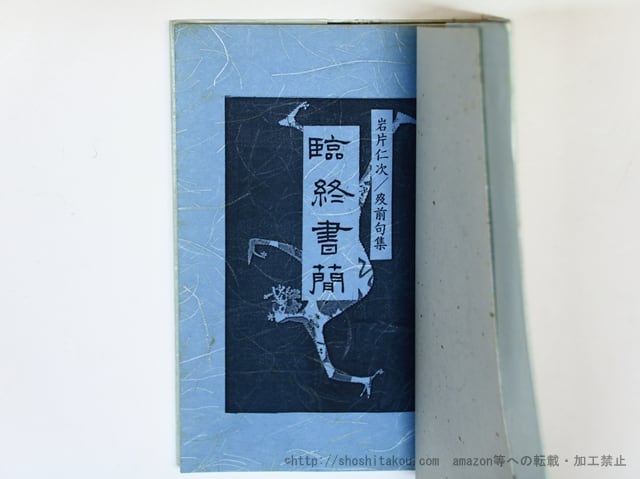 岩片仁次/歿前句集
臨終書簡
©http://shoshitakou.com amazon等への転載・加工禁止